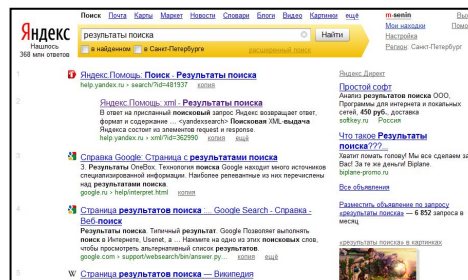 Поиск Почта Карты Маркет Новости Словари Блоги Видео Картинки ещё
m-senin
Яндекс
Нашлось
368 млн ответов
результаты поиска
Найти
в найденном в Санкт-Петербурге
расширенный поиск
Мои находки
Настройка
Регион: Санкт-Петербург
1
Яндекс.Помощь: Поиск - Результаты поиска
help.yandex.ru › search/?id=481937 копия
2
Яндекс.Помощь: xml - Результаты поиска
В ответ на присланный поисковый запрос Яндекс возвращает ответ,
формат и содержание ... <yandexsearch> Поисковая XML-выдача
Яндекса состоит из элементов request и response.
help.yandex.ru › xml/?id=362990 копия ещё
3
Справка Google: Страница с результатами поиска
3. Результаты OneBox. Технология поиска Google находит много источников
специализированной информации. Наиболее релевантные из них перечислены
над результатами поиска.
google.ru › help/interpret.html копия
4
Страница результатов поиска :... Google Search - Справка -
Веб-поиск
Результаты поиска. Типичный результат. Google Позволяет выполнять
поиск в Интернете, Usenet, а ... Нажмите на одно из этих поисковых слов,
чтобы просмотреть альтернативный список результатов.
google.com › support/websearch/bin/answer.py... копия ещё
5
W Страница результатов поиска — Википедия
Яндекс.Директ
Простой софт
Анализ результатов поиска ООО,
Программы для интернета и локальных
сетей, 450 руб., доставка
softkey.ru Россия
Что такое Результаты
поиска???...
Хватит ломать голову! Мы все сделаем за
Вас! За те же деньги! Biplane.
biplane-promo.ru
Все объявления
Разместить объявление по запросу
«результаты поиска» — 6 852 запроса в
месяц
«результаты поиска» в картинках